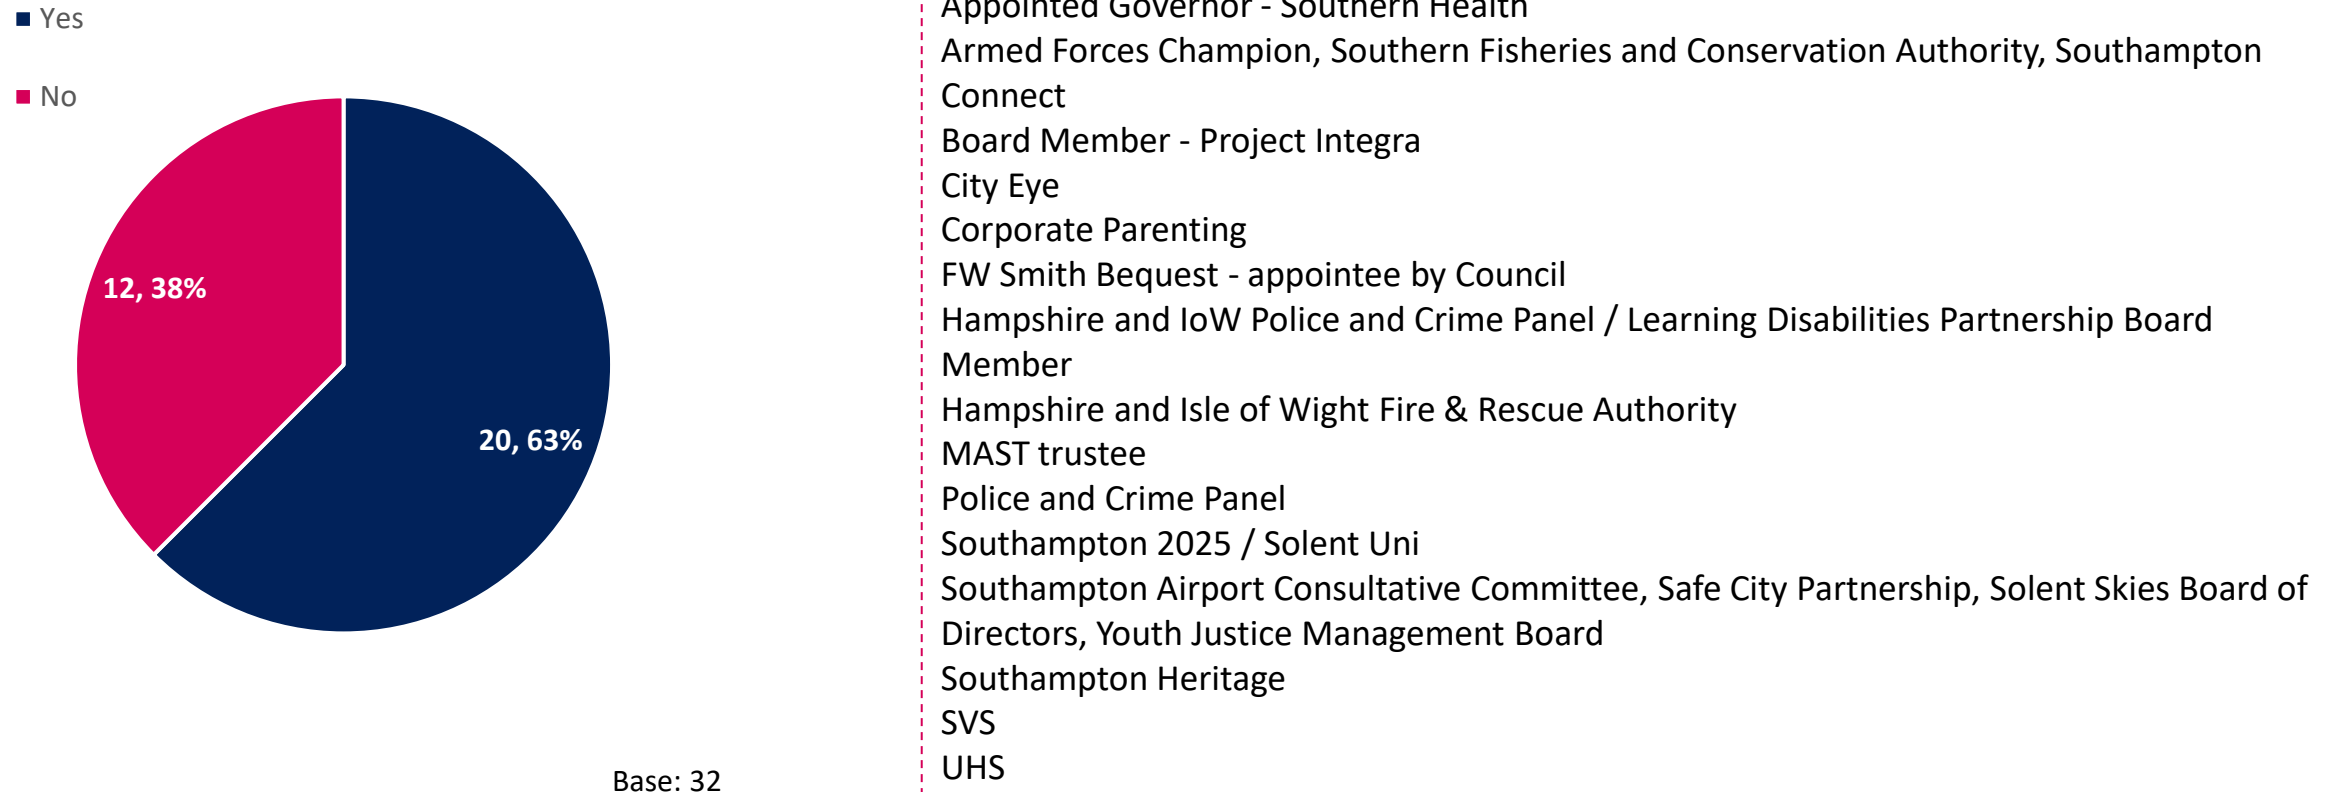 Yes
No
12, 38%
20, 63%
Base: 32
Appointed Governor - Southern Health
Armed Forces Champion, Southern Fisheries and Conservation Authority, Southampton
Connect
Board Member - Project Integra
City Eye
Corporate Parenting
FW Smith Bequest - appointee by Council
Hampshire and IoW Police and Crime Panel / Learning Disabilities Partnership Board
Member
Hampshire and Isle of Wight Fire & Rescue Authority
MAST trustee
Police and Crime Panel
Southampton 2025 / Solent Uni
Southampton Airport Consultative Committee, Safe City Partnership, Solent Skies Board of
Directors, Youth Justice Management Board
Southampton Heritage
SVS
UHS